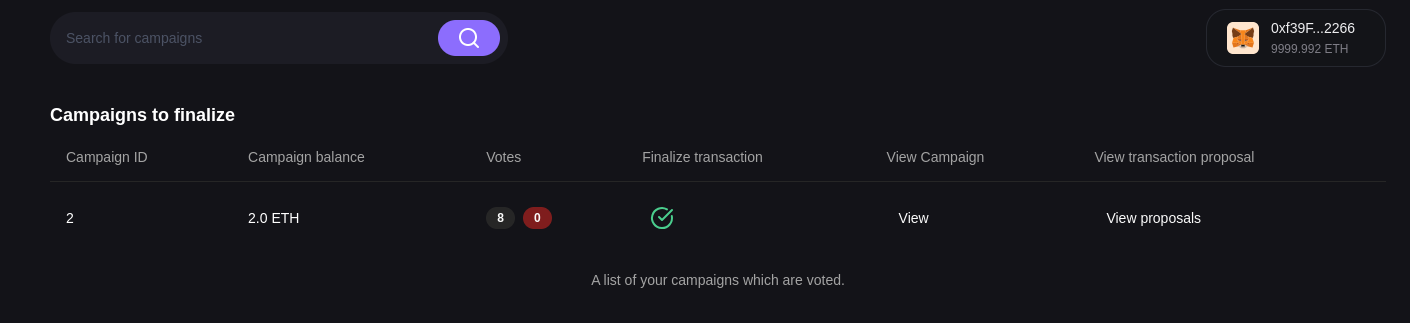 Search for campaigns
0xf39F...2266
9999.992 ETH
Campaigns to finalize
Campaign ID Campaign balance Votes Finalize transaction View Campaign View transaction proposal
2 2.0 ETH 8 0 View View proposals
A list of your campaigns which are voted.